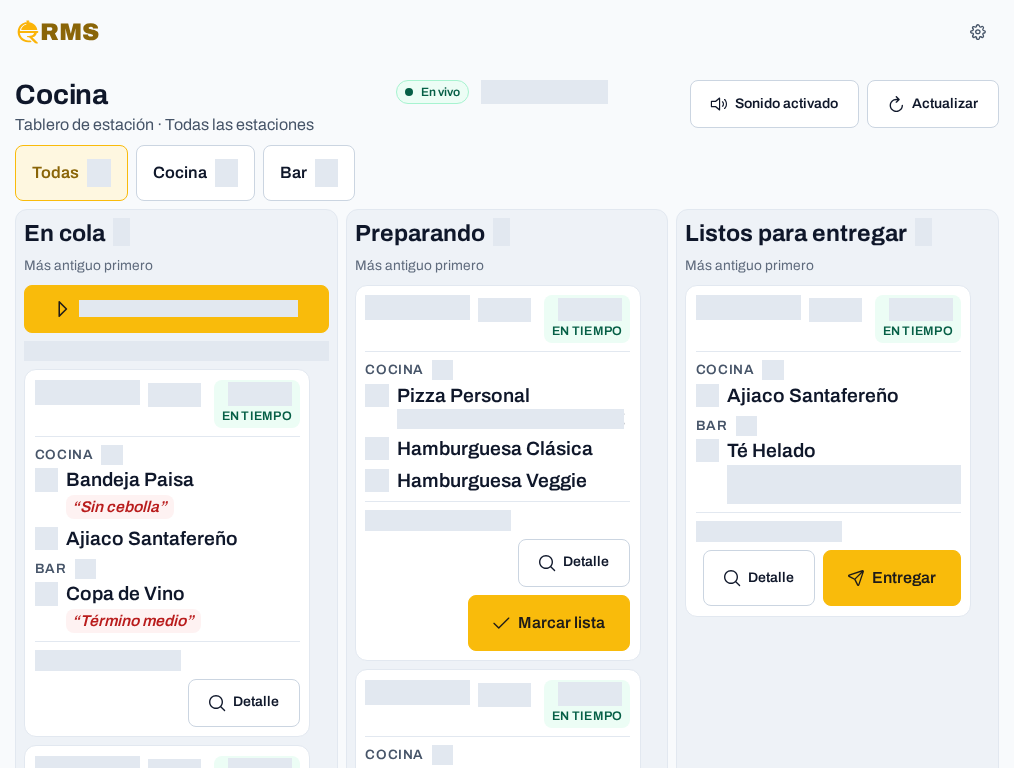 RMS
Cocina
En vivo
Sonido activado
Actualizar
Tablero de estación · Todas las estaciones
Todas
Cocina
Bar
En cola
Más antiguo primero
EN TIEMPO
COCINA
Bandeja Paisa
“Sin cebolla”
Ajiaco Santafereño
BAR
Copa de Vino
“Término medio”
Detalle
Preparando
Más antiguo primero
EN TIEMPO
COCINA
Pizza Personal
Hamburguesa Clásica
Hamburguesa Veggie
Detalle
Marcar lista
EN TIEMPO
COCINA
Listos para entregar
Más antiguo primero
EN TIEMPO
COCINA
Ajiaco Santafereño
BAR
Té Helado
Detalle
Entregar